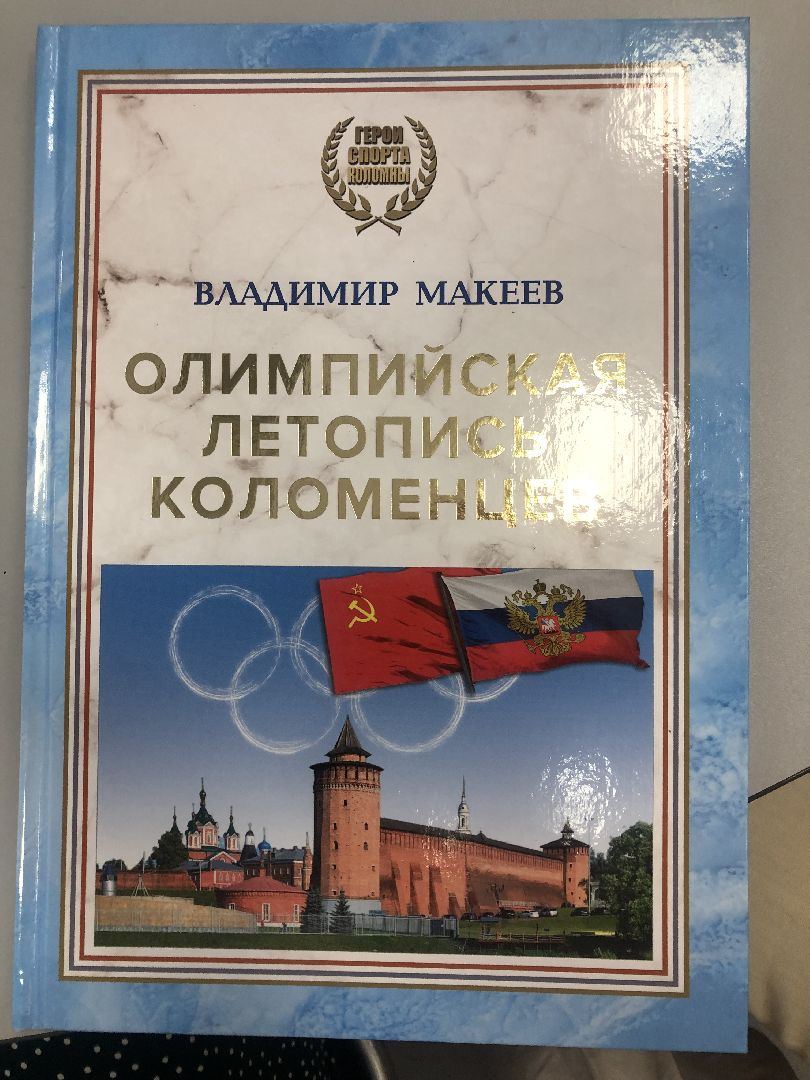 ГЕРОИ
СПОРТА
КОЛОМНЫ
ВЛАДИМИР МАКЕЕВ
ОЛИМПИЙСКАЯ
ЛЕТОПИСЬ
КОЛОМЕНЦЕВ